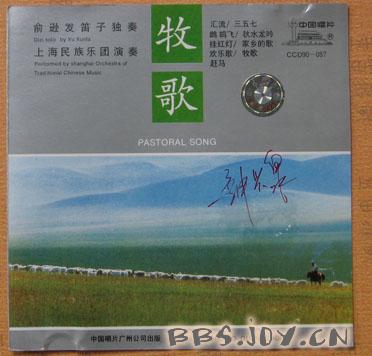 俞逊发笛子独奏
Dizi solo by Xu Xunfa
上海民族乐团演奏
Performed by shanghai Orchestra of
Traditional Chinese Music
牧
歌
PASTORAL SONG
汇流/三五七
鹧鸪飞/秋水龙吟
挂红灯/家乡的歌
欢乐歌/牧歌
赶马
中国唱片
CCD90-087
中国唱片广州公司出版
BBS.JOY.CN